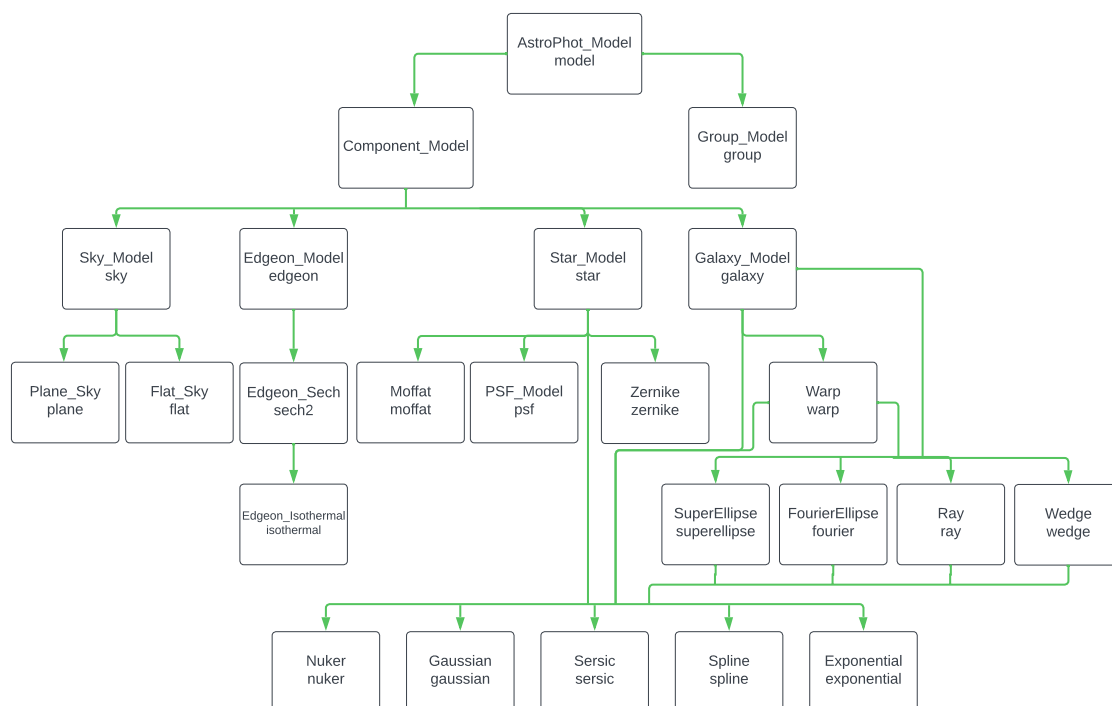 AstroPhot_Model
model
Component_Model
Group_Model
group
Sky_Model
sky
Edgeon_Model
edgeon
Star_Model
star
Galaxy_Model
galaxy
Plane_Sky
plane
Flat_Sky
flat
Edgeon_Sech
sech2
Moffat
moffat
PSF_Model
psf
Zernike
zernike
Warp
warp
Edgeon_Isothermal
isothermal
SuperEllipse
superellipse
FourierEllipse
fourier
Ray
ray
Wedge
wedge
Nuker
nuker
Gaussian
gaussian
Sersic
sersic
Spline
spline
Exponential
exponential